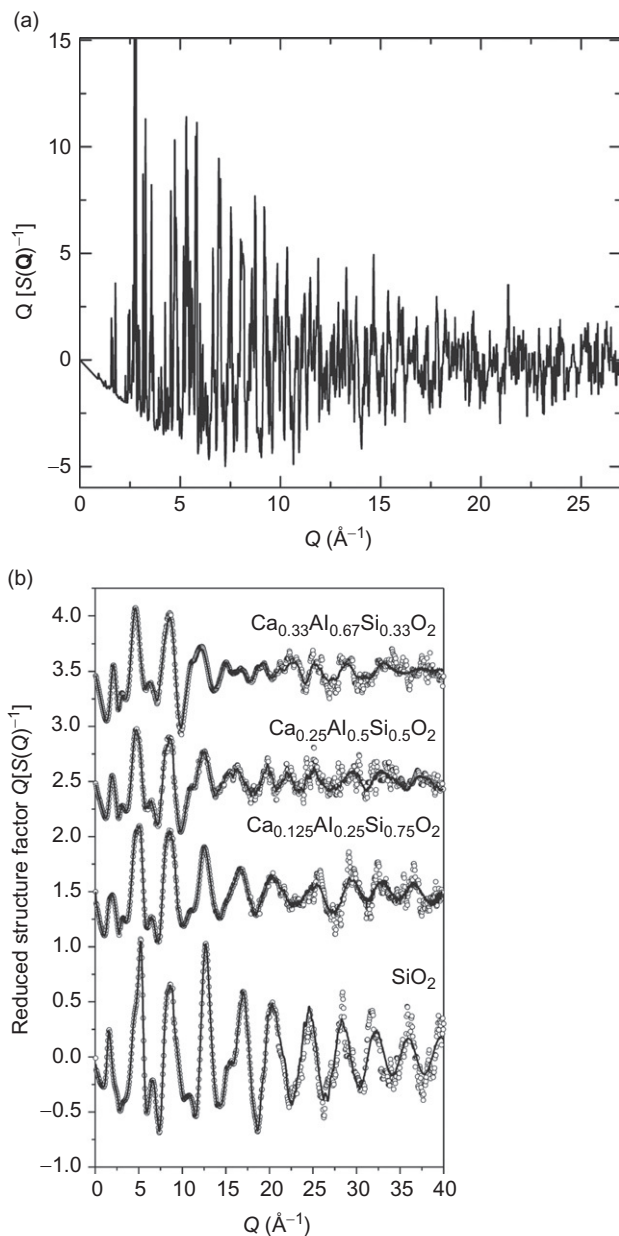 (a)
15
10
5
0
−5
Q [S(Q)⁻¹]
0 5 10 15 20 25
Q (Å⁻¹)
(b)
4.0
3.5
3.0
2.5
2.0
1.5
1.0
0.5
0.0
−0.5
−1.0
Reduced structure factor Q[S(Q)⁻¹]
Ca₀.₃₃Al₀.₆₇Si₀.₃₃O₂
Ca₀.₂₅Al₀.₅Si₀.₅O₂
Ca₀.₁₂₅Al₀.₂₅Si₀.₇₅O₂
SiO₂
0 5 10 15 20 25 30 35 40
Q (Å⁻¹)